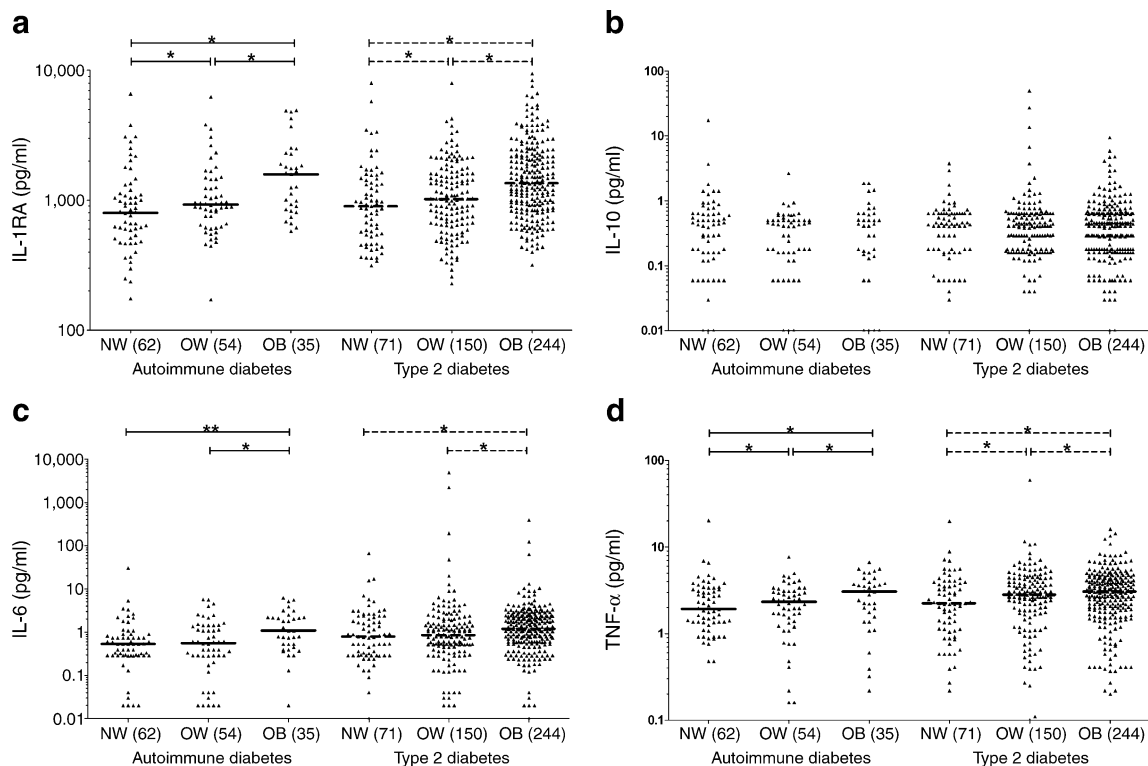 a
*
*
*
*
*
*
IL-1RA (pg/ml)
10,000
1,000
100
NW (62) OW (54) OB (35) NW (71) OW (150) OB (244)
Autoimmune diabetes Type 2 diabetes
b
IL-10 (pg/ml)
100
10
1
0.1
0.01
NW (62) OW (54) OB (35) NW (71) OW (150) OB (244)
Autoimmune diabetes Type 2 diabetes
c
**
*
*
*
IL-6 (pg/ml)
10,000
1,000
100
10
1
0.1
0.01
NW (62) OW (54) OB (35) NW (71) OW (150) OB (244)
Autoimmune diabetes Type 2 diabetes
d
*
*
*
*
*
*
TNF-α (pg/ml)
100
10
1
0.1
NW (62) OW (54) OB (35) NW (71) OW (150) OB (244)
Autoimmune diabetes Type 2 diabetes